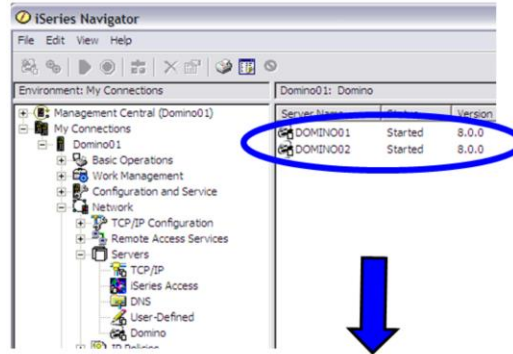 iSeries Navigator
File Edit View Help
Environment: My Connections
Domino01: Domino
Management Central (Domino01)
My Connections
Domino01
Basic Operations
Work Management
Configuration and Service
Network
TCP/IP Configuration
Remote Access Services
Servers
TCP/IP
iSeries Access
DNS
User-Defined
Domino
IP Policies
Server Name Status Version
DOMINO01 Started 8.0.0
DOMINO02 Started 8.0.0